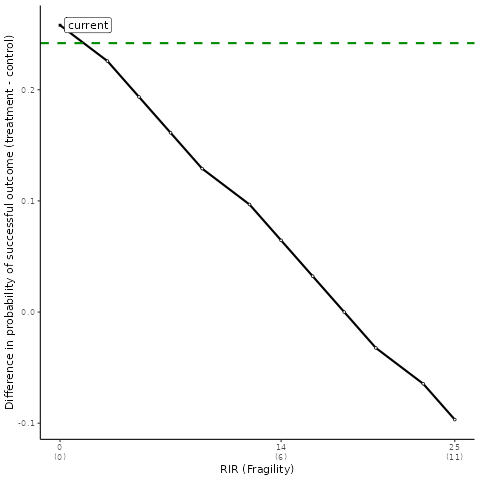 current
Difference in probability of successful outcome (treatment - control)
0.2
0.1
0.0
-0.1
0 14 25
(0) (6) (11)
RIR (Fragility)